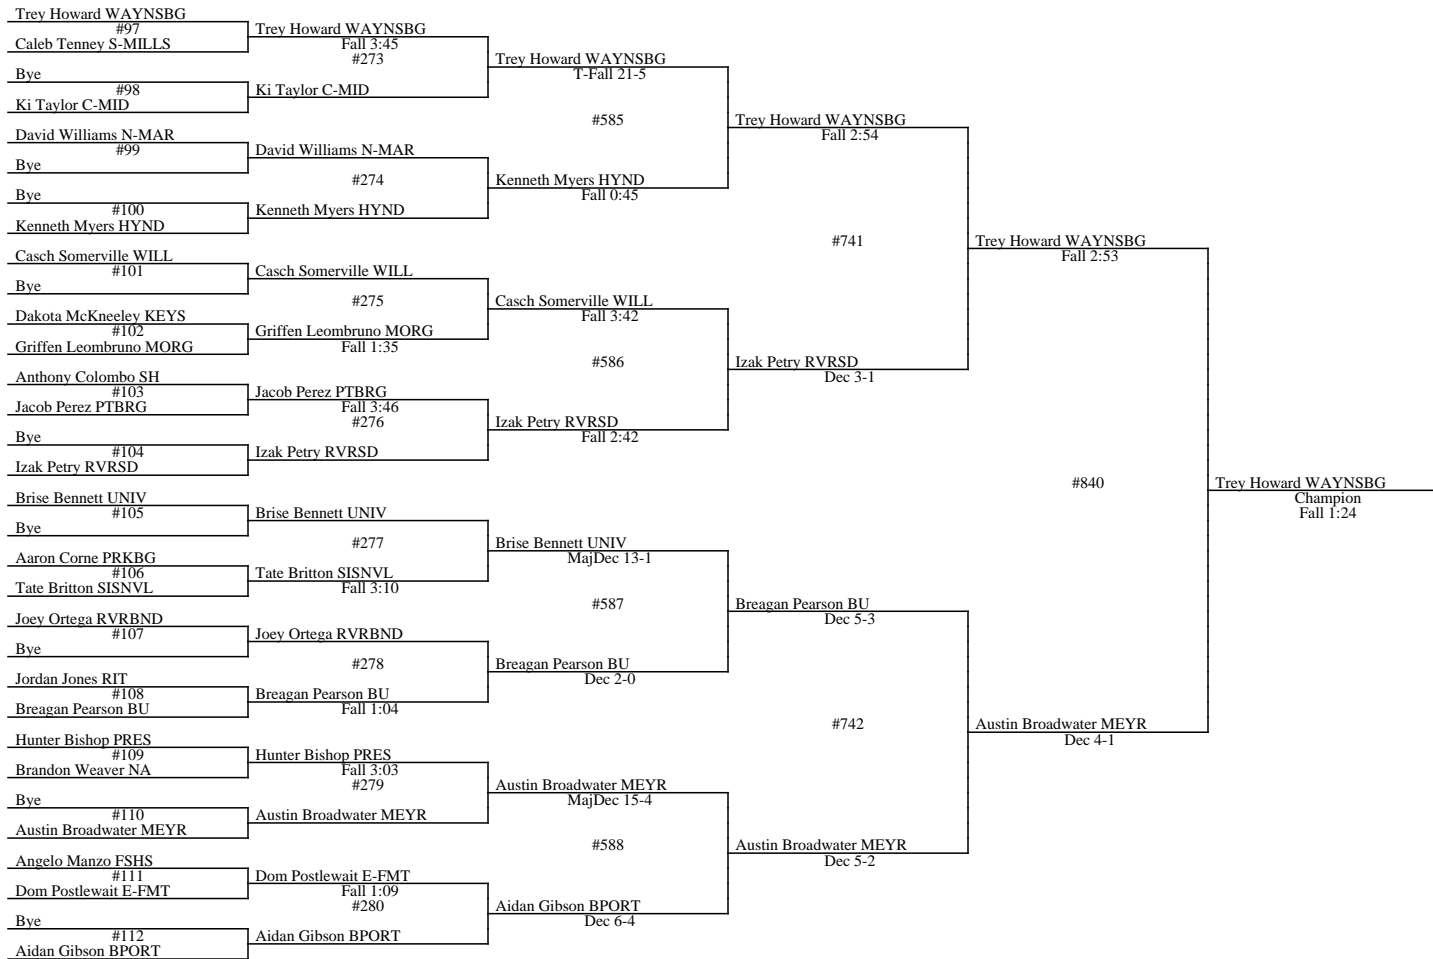 Trey Howard WAYNSBG
#97
Caleb Tenney S-MILLS
Bye
#98
Ki Taylor C-MID
David Williams N-MAR
#99
Bye
Bye
#100
Kenneth Myers HYND
Casch Somerville WILL
#101
Bye
Dakota McKneeley KEYS
#102
Griffen Leombruno MORG
Anthony Colombo SH
#103
Jacob Perez PTBRG
Bye
#104
Izak Petry RVRSD
Brise Bennett UNIV
#105
Bye
Aaron Corne PRKBG
#106
Tate Britton SISNVL
Joey Ortega RVRBND
#107
Bye
Jordan Jones RIT
#108
Breagan Pearson BU
Hunter Bishop PRES
#109
Brandon Weaver NA
Bye
#110
Austin Broadwater MEYR
Angelo Manzo FSHS
#111
Dom Postlewait E-FMT
Bye
#112
Aidan Gibson BPORT
Trey Howard WAYNSBG
Fall 3:45
#273
Ki Taylor C-MID
David Williams N-MAR
#274
Kenneth Myers HYND
Casch Somerville WILL
#275
Griffen Leombruno MORG
Fall 1:35
Jacob Perez PTBRG
Fall 3:46
#276
Izak Petry RVRSD
Brise Bennett UNIV
#277
Tate Britton SISNVL
Fall 3:10
Joey Ortega RVRBND
#278
Breagan Pearson BU
Fall 1:04
Hunter Bishop PRES
Fall 3:03
#279
Austin Broadwater MEYR
Dom Postlewait E-FMT
Fall 1:09
#280
Aidan Gibson BPORT
Trey Howard WAYNSBG
T-Fall 21-5
#585
Kenneth Myers HYND
Fall 0:45
Casch Somerville WILL
Fall 3:42
#586
Izak Petry RVRSD
Fall 2:42
Brise Bennett UNIV
MajDec 13-1
#587
Breagan Pearson BU
Dec 2-0
Austin Broadwater MEYR
MajDec 15-4
#588
Aidan Gibson BPORT
Dec 6-4
Trey Howard WAYNSBG
Fall 2:54
#741
Izak Petry RVRSD
Dec 3-1
Breagan Pearson BU
Dec 5-3
#742
Austin Broadwater MEYR
Dec 5-2
Trey Howard WAYNSBG
Fall 2:53
#840
Austin Broadwater MEYR
Dec 4-1
Trey Howard WAYNSBG
Champion
Fall 1:24